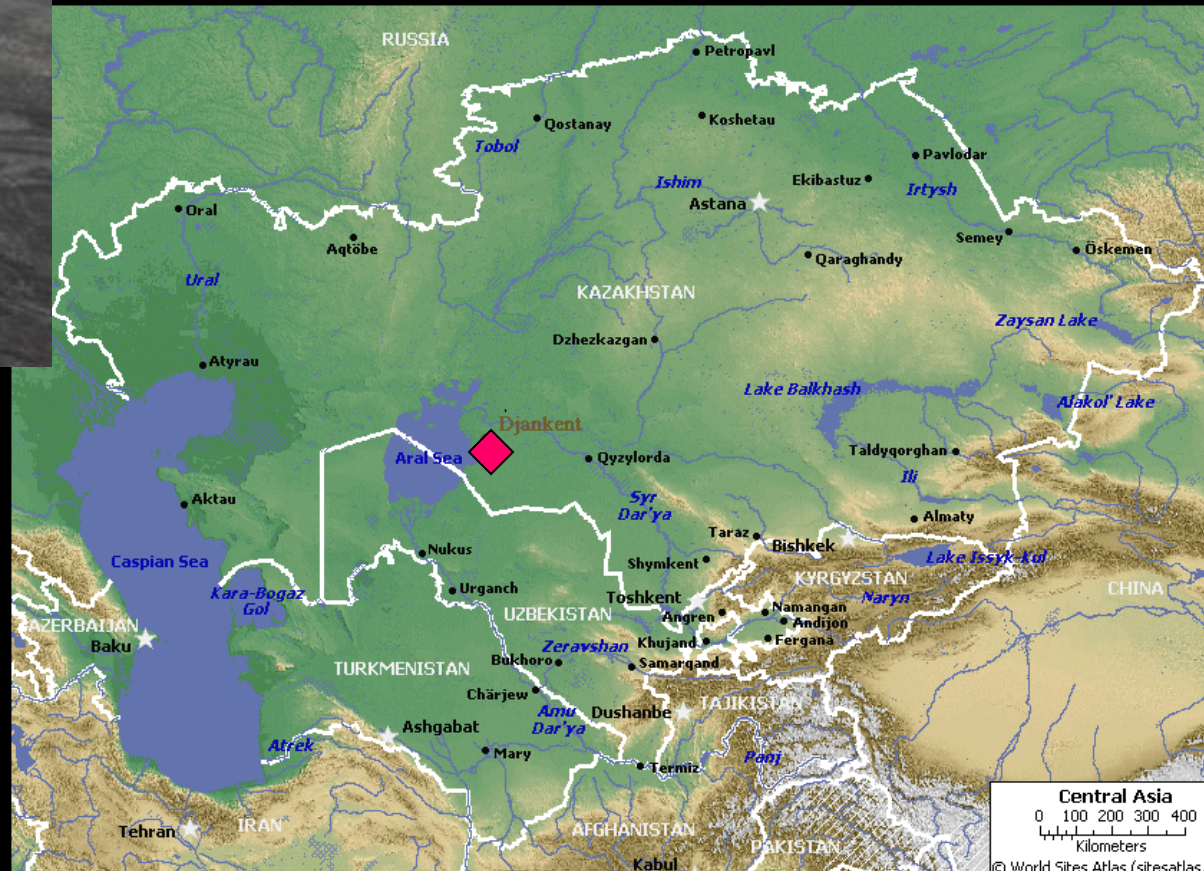 RUSSIA
Petropavl
Qostanay
Koshetau
Tobol
Pavlodar
Ishim
Ekibastuz
Irtysh
Astana
Oral
Semey
Öskemen
Aqtöbe
Qaraghandy
Ural
KAZAKHSTAN
Zaysan Lake
Dzhezkazgan
Atyrau
Lake Balkhash
Alakol' Lake
Djankent
Aral Sea
Qyzylorda
Taldyqorghan
Ili
Aktau
Syr
Dar'ya
Almaty
Taraz
Bishkek
Nukus
Caspian Sea
Shymkent
Lake Issyk-Kul
KYRGYZSTAN
CHINA
Kara-Bogaz
Gol
Urganch
Toshkent
Naryn
UZBEKISTAN
Angren
Namangan
Andijon
AZERBAIJAN
Baku
Zeravshan
Khujand
Fergana
TURKMENISTAN
Bukhoro
Samarqand
Chärjew
TAJIKISTAN
Amu
Dar'ya
Dushanbe
Ashgabat
Atrek
Mary
Panj
Termiz
Tehran
IRAN
AFGHANISTAN
PAKISTAN
Kabul
Central Asia
0 100 200 300 400
Kilometers
© World Sites Atlas (sitesatlas